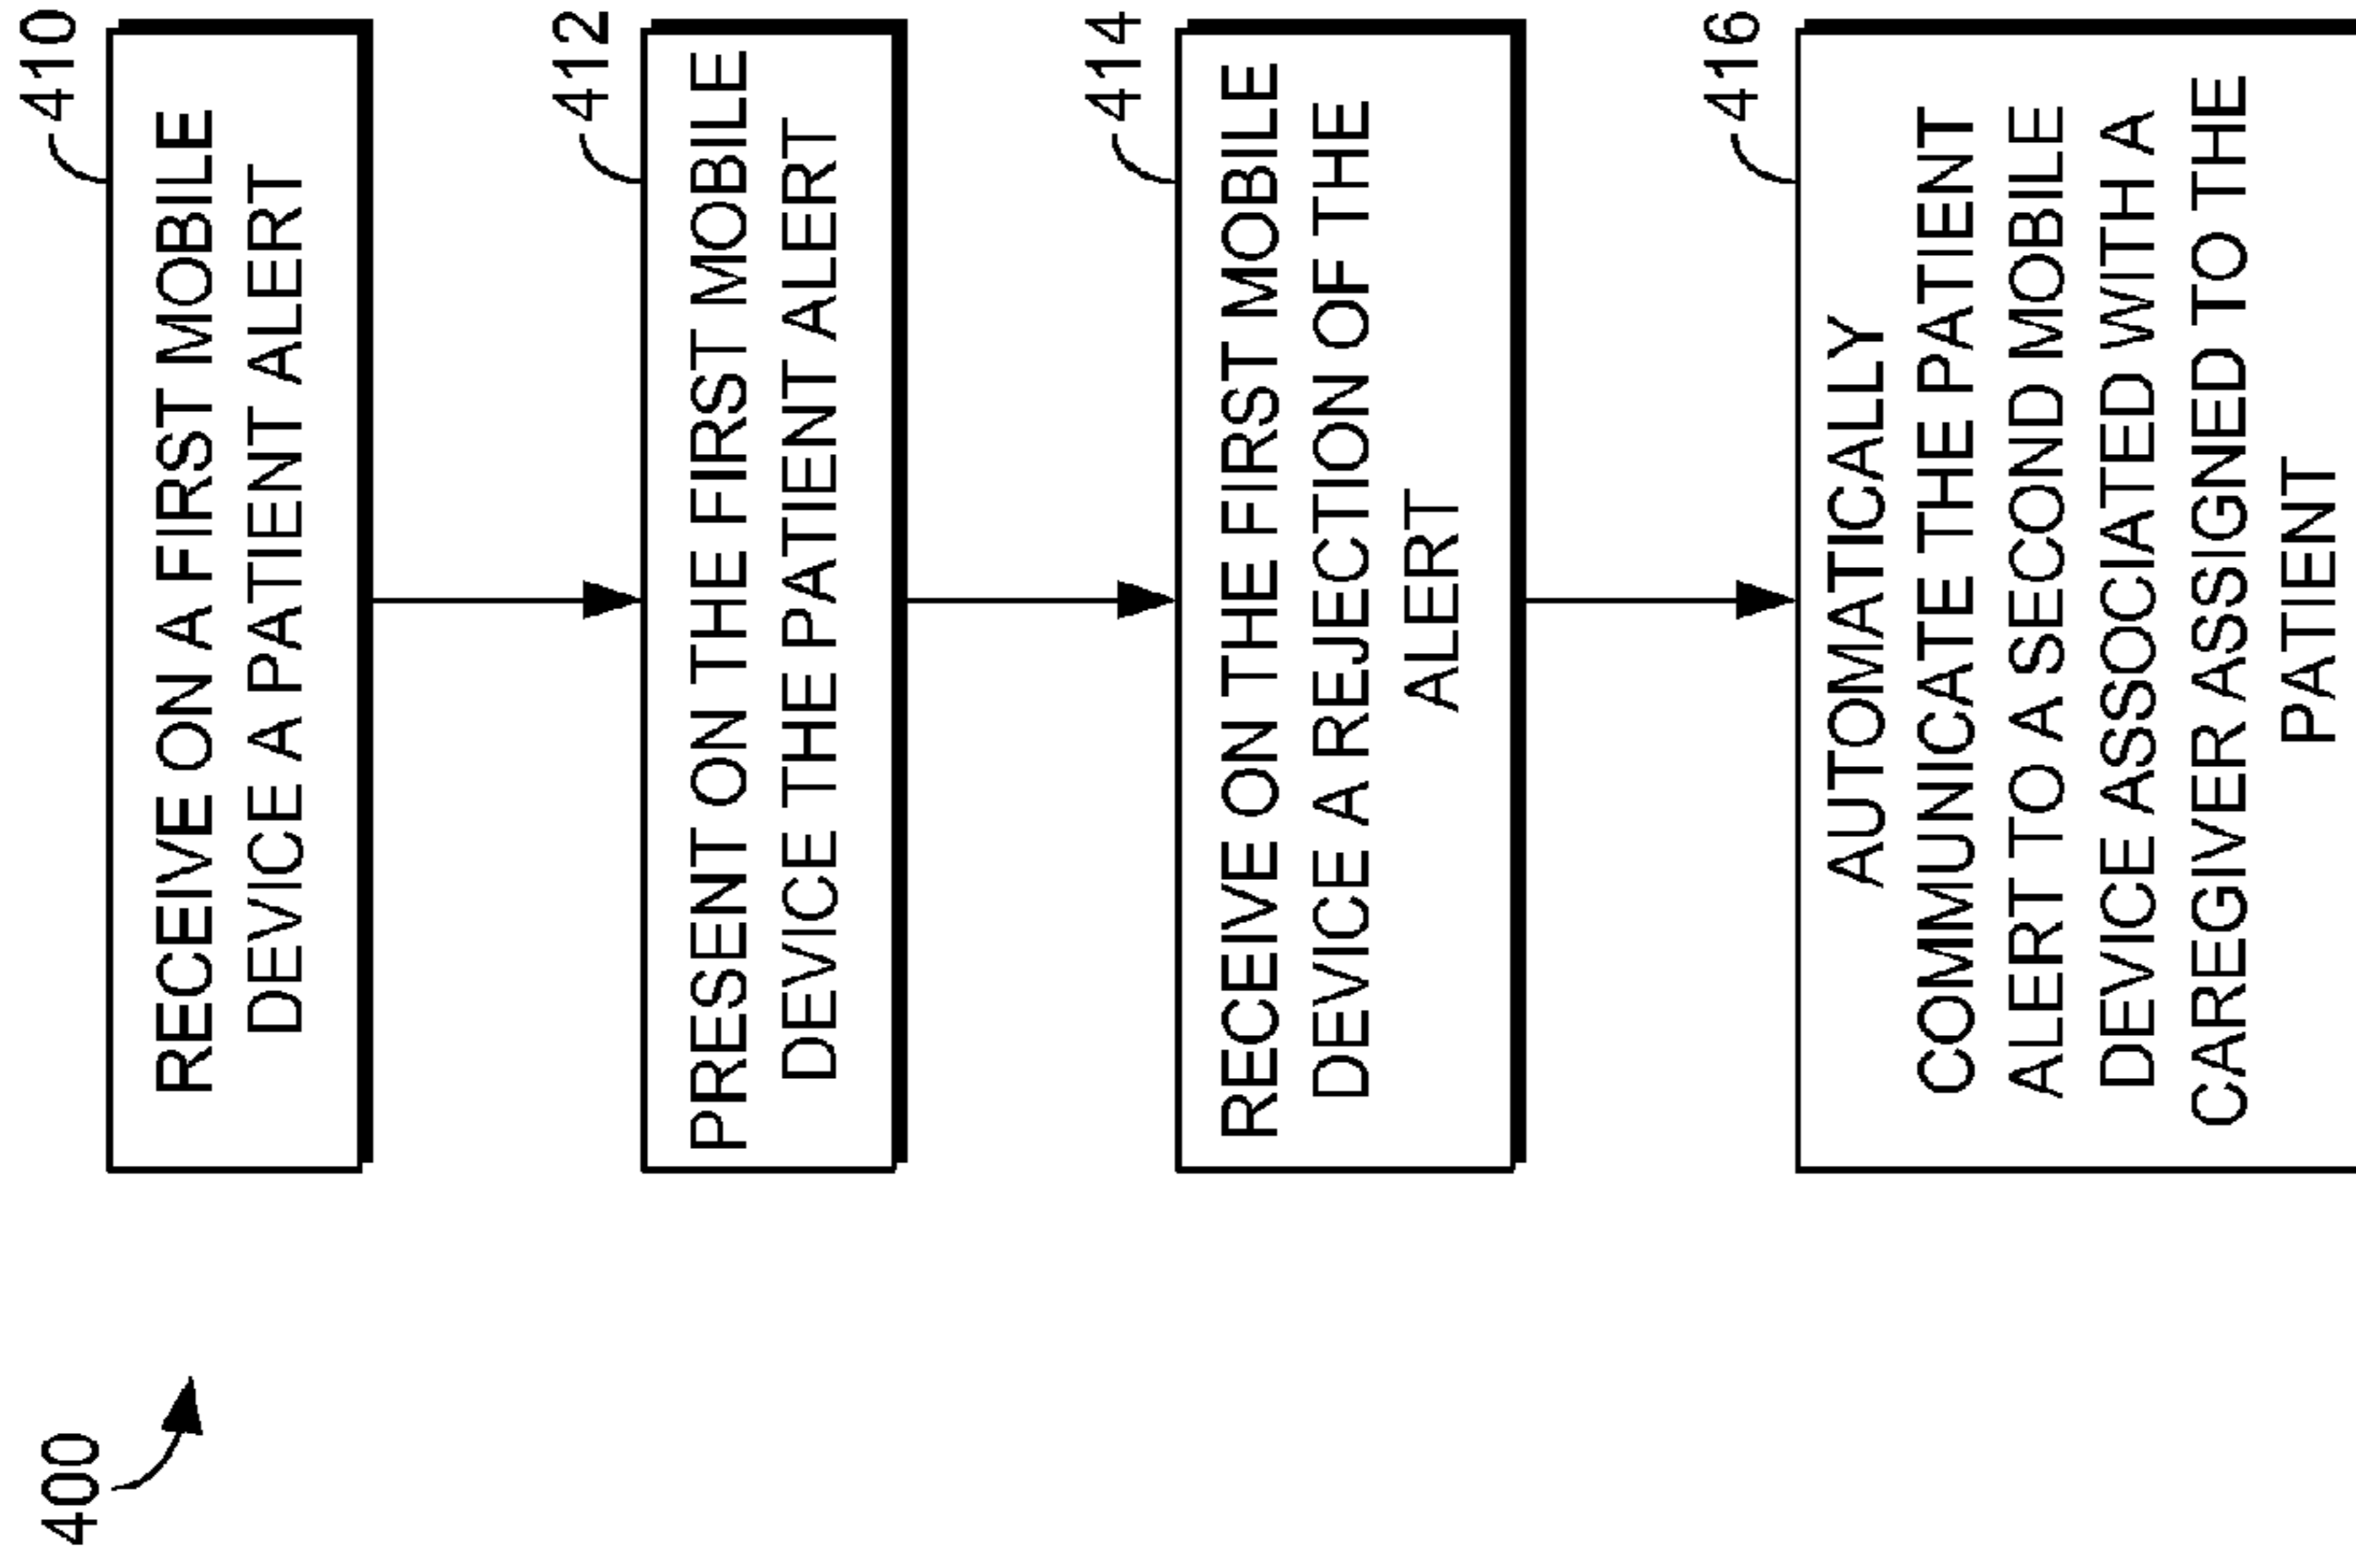 400
410
RECEIVE ON A FIRST MOBILE
DEVICE A PATIENT ALERT
412
PRESENT ON THE FIRST MOBILE
DEVICE THE PATIENT ALERT
414
RECEIVE ON THE FIRST MOBILE
DEVICE A REJECTION OF THE
ALERT
416
AUTOMATICALLY
COMMUNICATE THE PATIENT
ALERT TO A SECOND MOBILE
DEVICE ASSOCIATED WITH A
CAREGIVER ASSIGNED TO THE
PATIENT